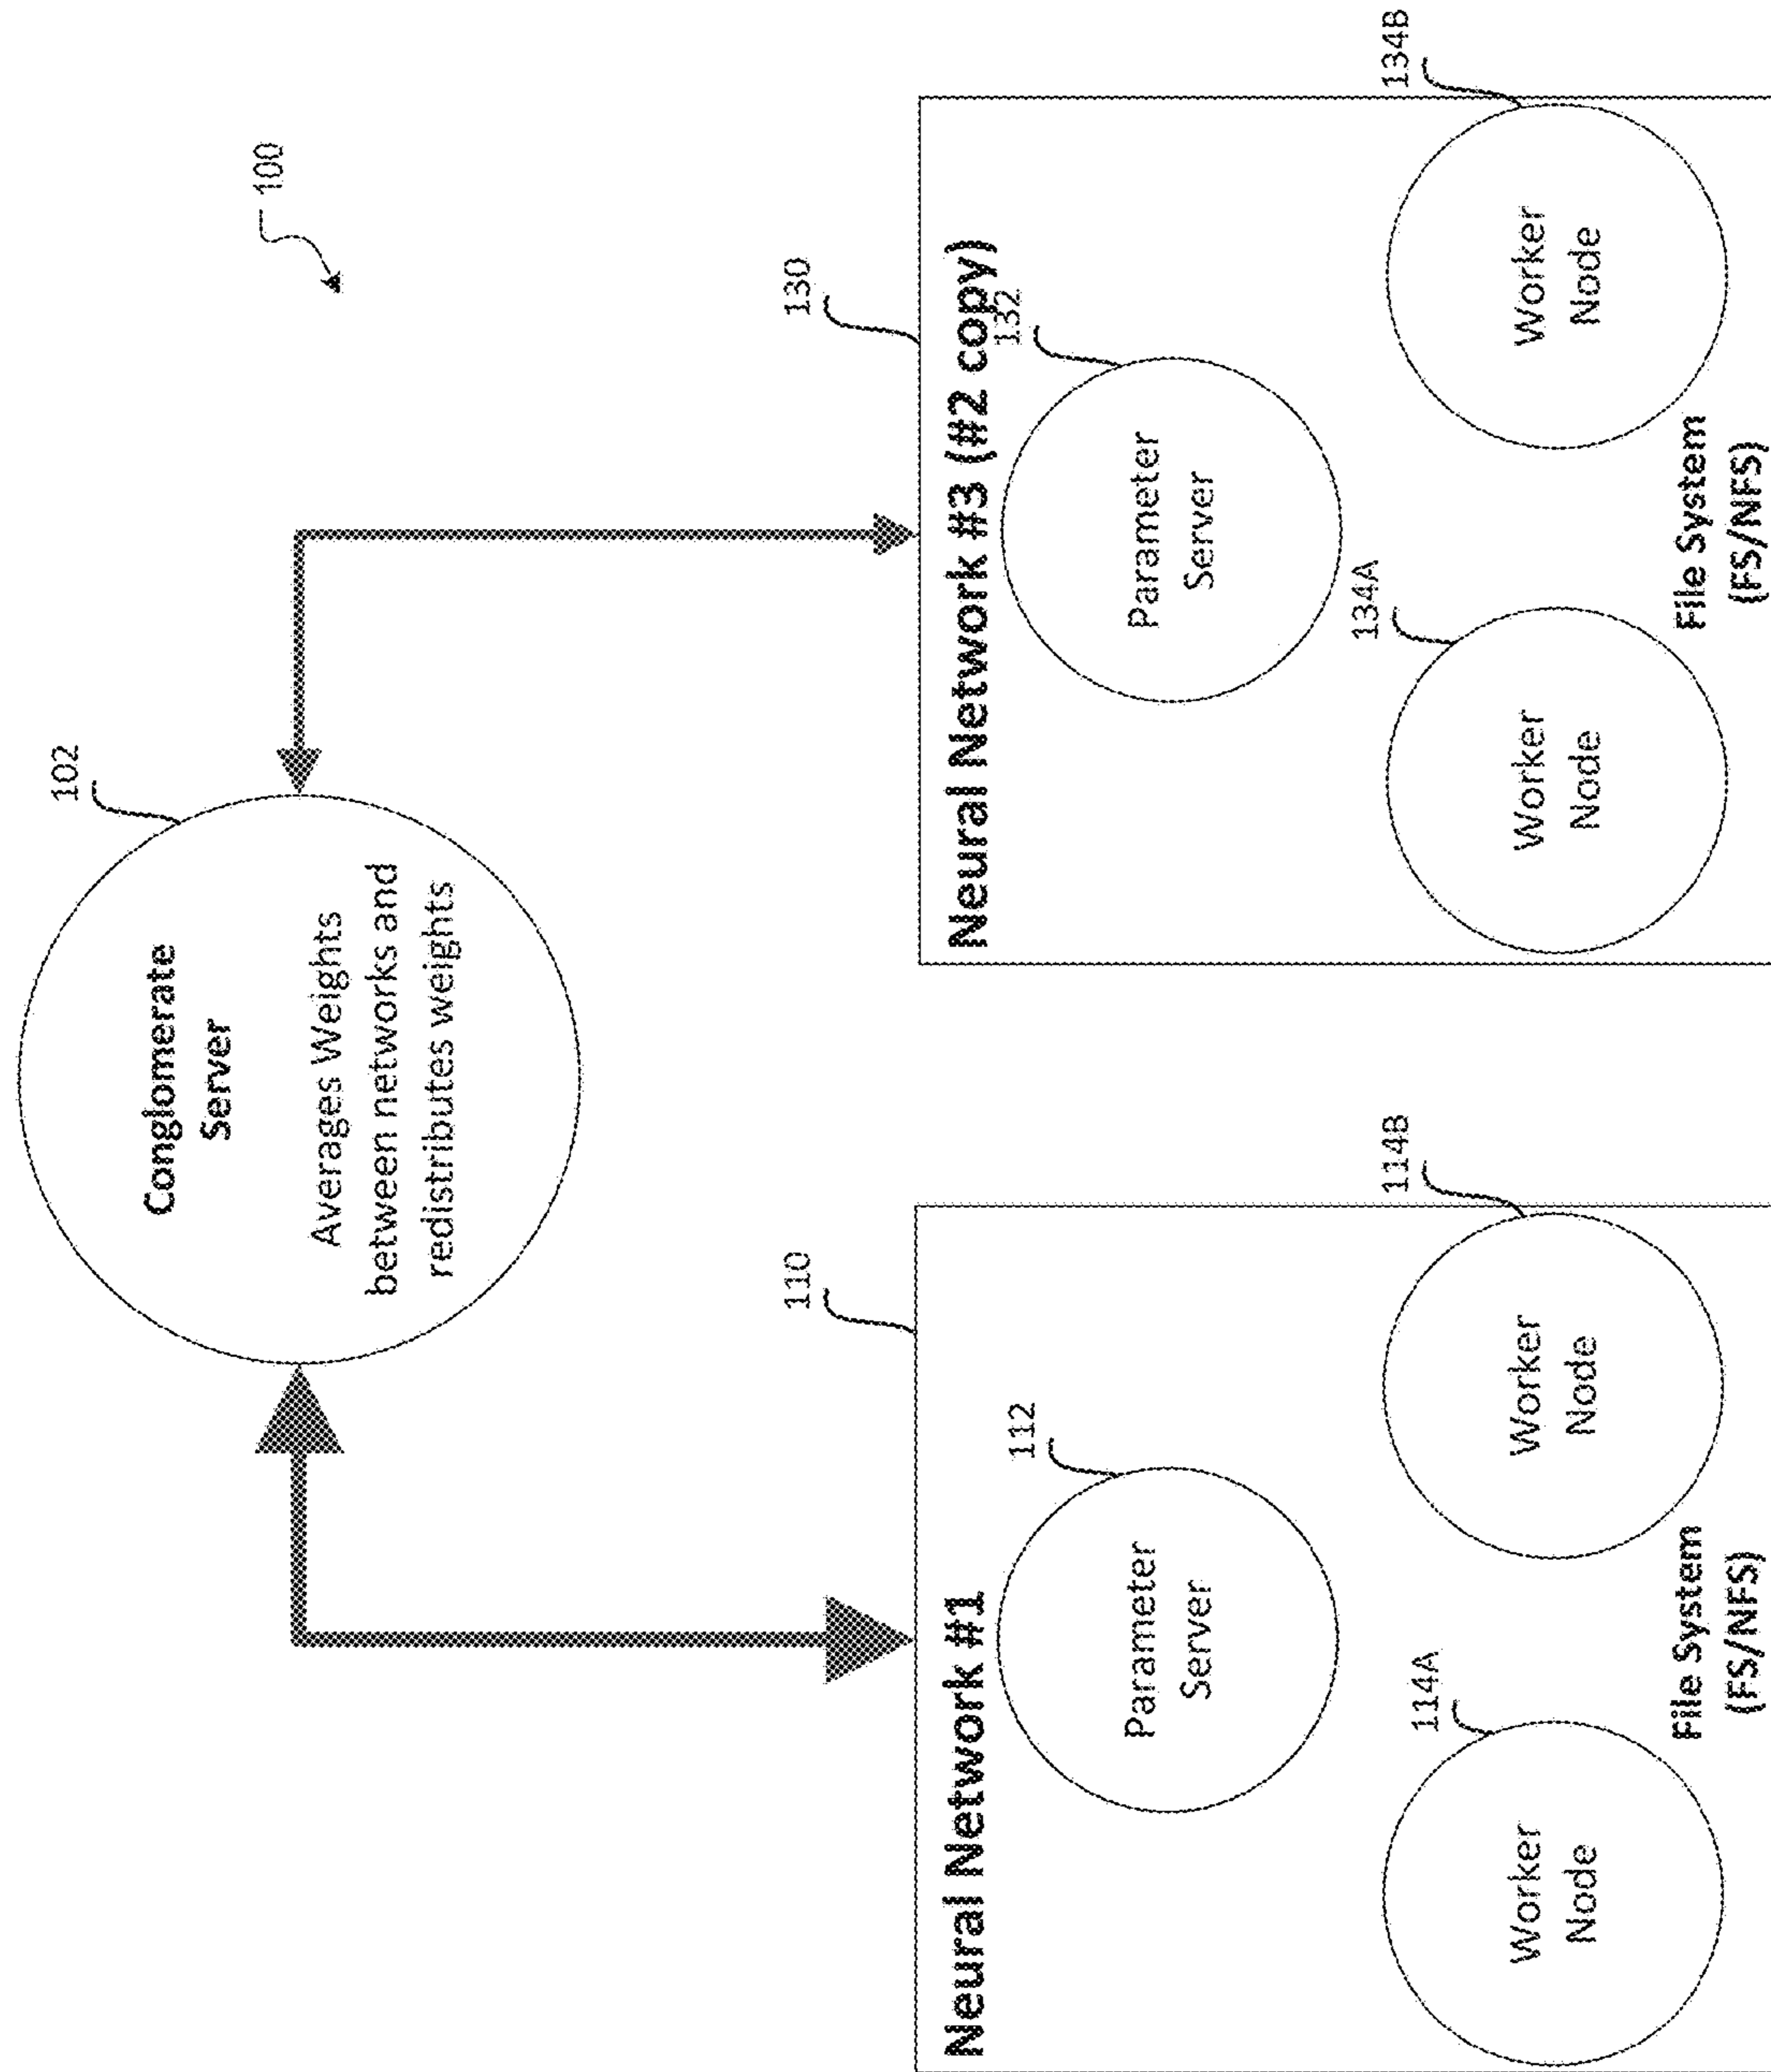 100
102
Conglomerate
Server
Averages Weights
between networks and
redistributes weights
110
Neural Network #1
112
Parameter
Server
114A
114B
Worker
Node
Worker
Node
File System
(FS/NFS)
130
Neural Network #3 (#2 copy)
132
Parameter
Server
134A
134B
Worker
Node
Worker
Node
File System
(FS/NFS)